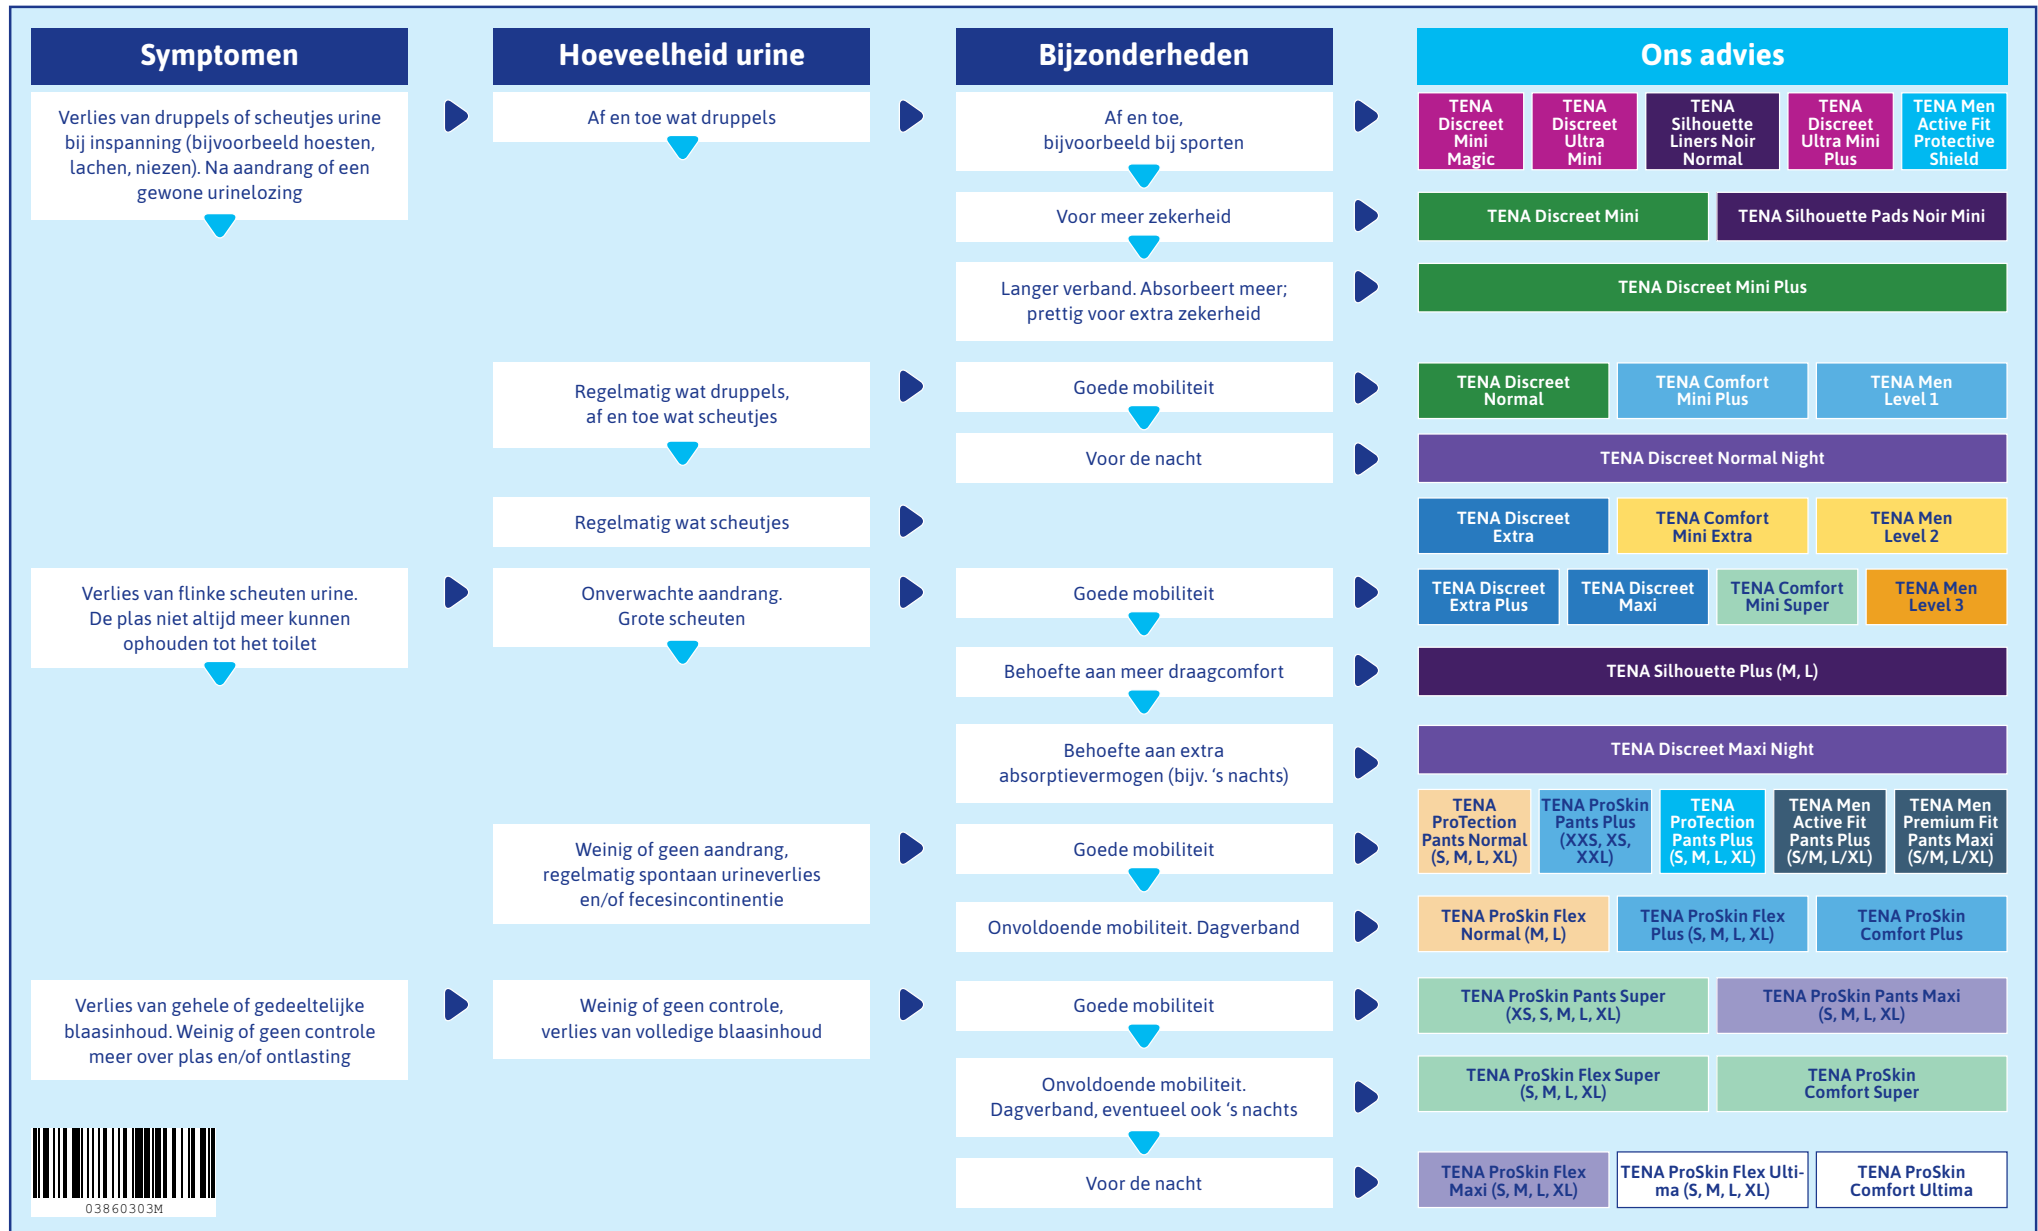 Symptomen
Hoeveelheid urine
Bijzonderheden
Ons advies
Verlies van druppels of scheutjes urine
bij inspanning (bijvoorbeeld hoesten,
lachen, niezen). Na aandrang of een
gewone urinelozing
Af en toe wat druppels
Af en toe,
bijvoorbeeld bij sporten
TENA
Discreet
Mini
Magic
TENA
Discreet
Ultra
Mini
TENA
Silhouette
Liners Noir
Normal
TENA
Discreet
Ultra Mini
Plus
TENA Men
Active Fit
Protective
Shield
Voor meer zekerheid
TENA Discreet Mini
TENA Silhouette Pads Noir Mini
Langer verband. Absorbeert meer;
prettig voor extra zekerheid
TENA Discreet Mini Plus
Regelmatig wat druppels,
af en toe wat scheutjes
Goede mobiliteit
TENA Discreet
Normal
TENA Comfort
Mini Plus
TENA Men
Level 1
Voor de nacht
TENA Discreet Normal Night
Regelmatig wat scheutjes
TENA Discreet
Extra
TENA Comfort
Mini Extra
TENA Men
Level 2
Verlies van flinke scheuten urine.
De plas niet altijd meer kunnen
ophouden tot het toilet
Onverwachte aandrang.
Grote scheuten
Goede mobiliteit
TENA Discreet
Extra Plus
TENA Discreet
Maxi
TENA Comfort
Mini Super
TENA Men
Level 3
Behoefte aan meer draagcomfort
TENA Silhouette Plus (M, L)
Behoefte aan extra
absorptievermogen (bijv. ‘s nachts)
TENA Discreet Maxi Night
Weinig of geen aandrang,
regelmatig spontaan urineverlies
en/of fecesincontinentie
Goede mobiliteit
TENA
ProTection
Pants Normal
(S, M, L, XL)
TENA ProSkin
Pants Plus
(XXS, XS,
XXL)
TENA
ProTection
Pants Plus
(S, M, L, XL)
TENA Men
Active Fit
Pants Plus
(S/M, L/XL)
TENA Men
Premium Fit
Pants Maxi
(S/M, L/XL)
Onvoldoende mobiliteit. Dagverband
TENA ProSkin Flex
Normal (M, L)
TENA ProSkin Flex
Plus (S, M, L, XL)
TENA ProSkin
Comfort Plus
Verlies van gehele of gedeeltelijke
blaasinhoud. Weinig of geen controle
meer over plas en/of ontlasting
Weinig of geen controle,
verlies van volledige blaasinhoud
Goede mobiliteit
TENA ProSkin Pants Super
(XS, S, M, L, XL)
TENA ProSkin Pants Maxi
(S, M, L, XL)
Onvoldoende mobiliteit.
Dagverband, eventueel ook ‘s nachts
TENA ProSkin Flex Super
(S, M, L, XL)
TENA ProSkin
Comfort Super
Voor de nacht
TENA ProSkin Flex
Maxi (S, M, L, XL)
TENA ProSkin Flex Ulti-
ma (S, M, L, XL)
TENA ProSkin
Comfort Ultima
03860303M